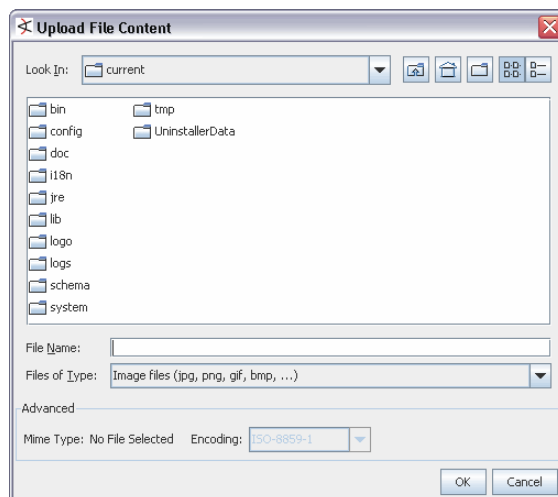 Upload File Content
Look In: current
bin tmp
config UninstallerData
doc
i18n
jre
lib
logo
logs
schema
system
File Name:
Files of Type: Image files (jpg, png, gif, bmp, ...)
Advanced
Mime Type: No File Selected Encoding: ISO-8859-1
OK Cancel